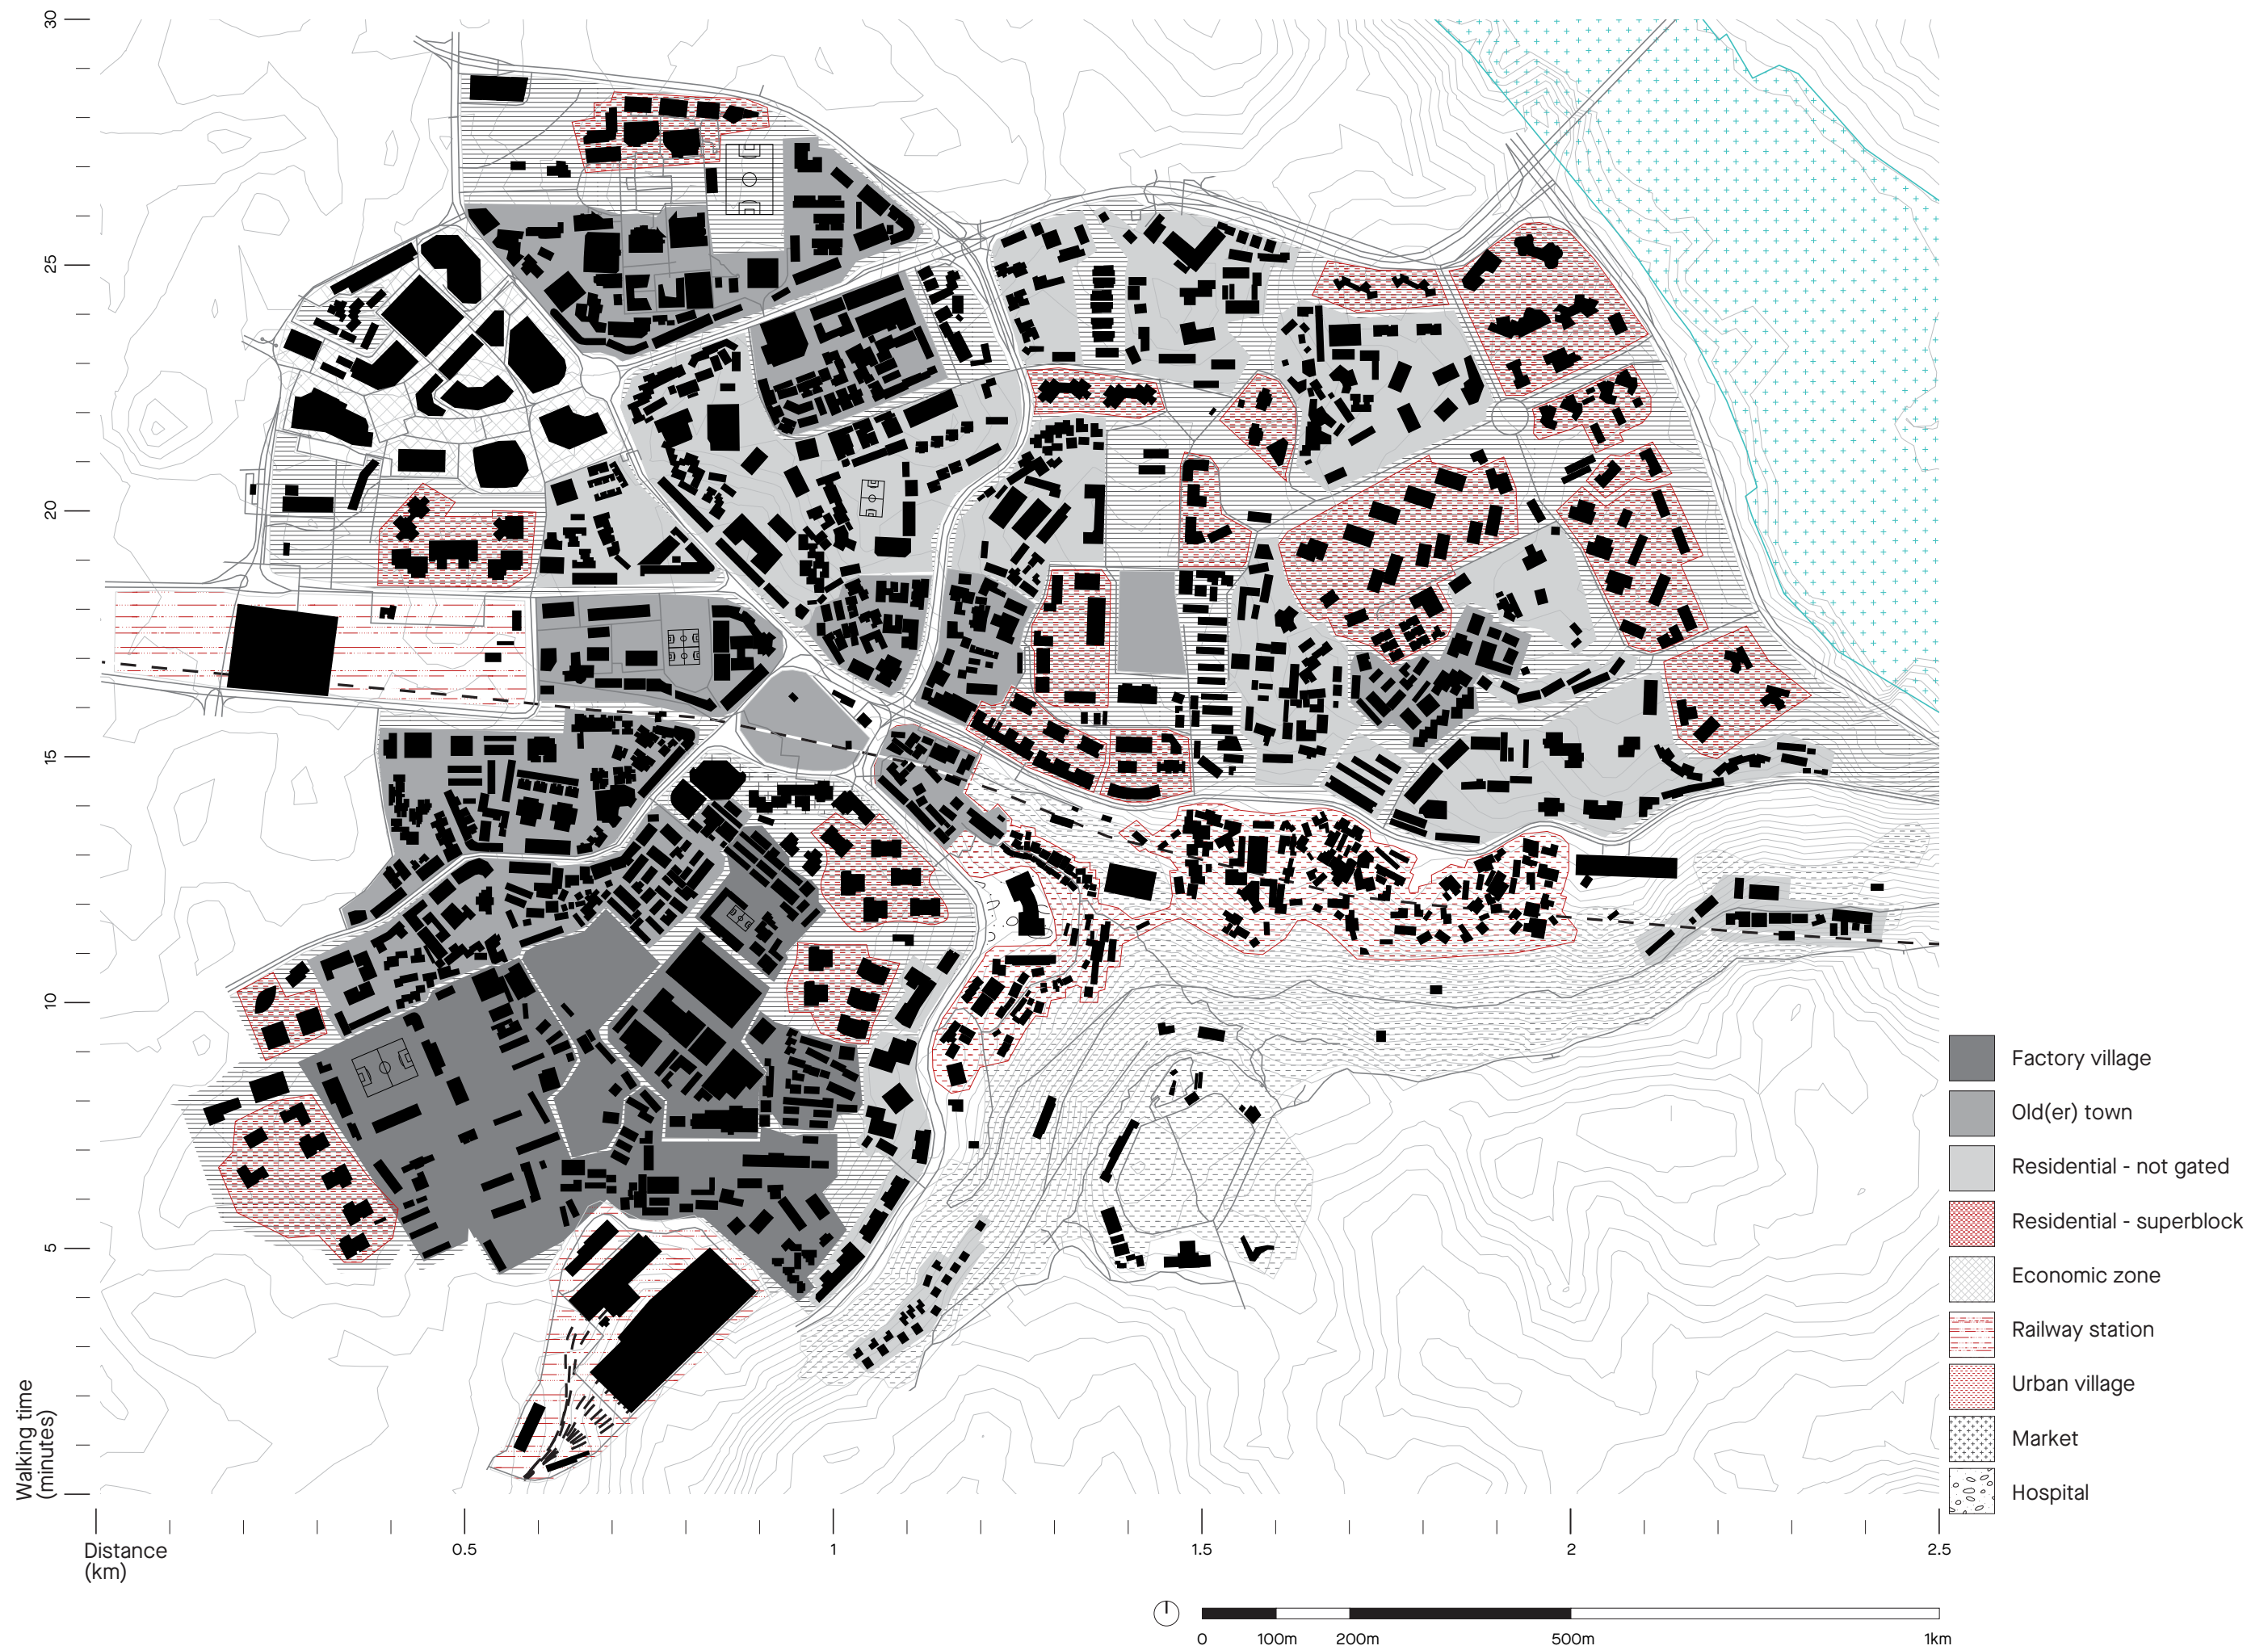 30
25
20
15
10
5
Walking time
(minutes)
Factory village
Old(er) town
Residential - not gated
Residential - superblock
Economic zone
Railway station
Urban village
Market
Hospital
Distance
(km)
0.5
1
1.5
2
2.5
0
100m
200m
500m
1km